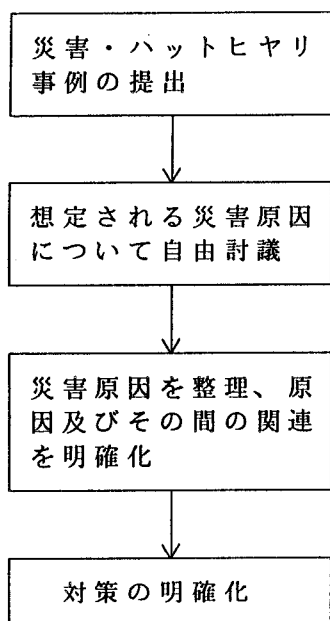 災害・ハットヒヤリ
事例の提出
想定される災害原因
について自由討議
災害原因を整理、原
因及びその間の関連
を明確化
対策の明確化